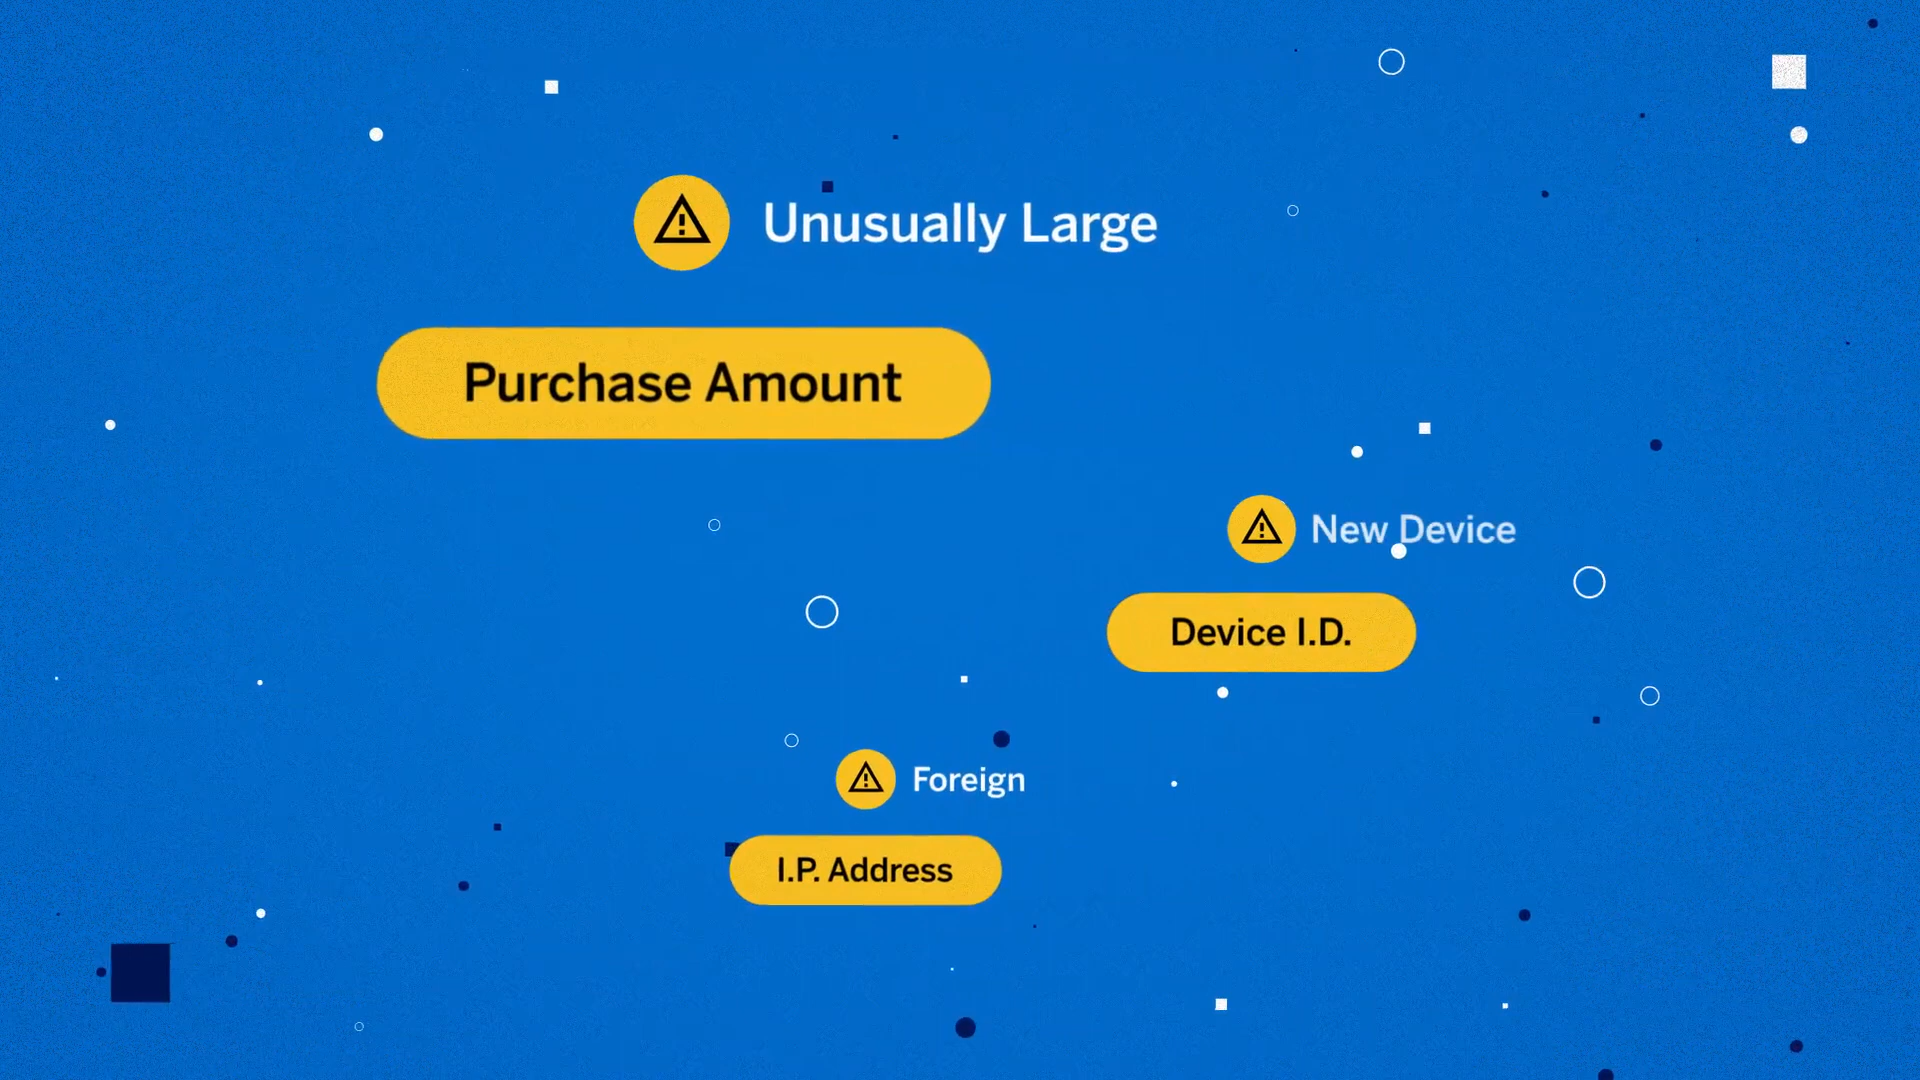 Unusually Large
Purchase Amount
New Device
Device I.D.
Foreign
I.P. Address